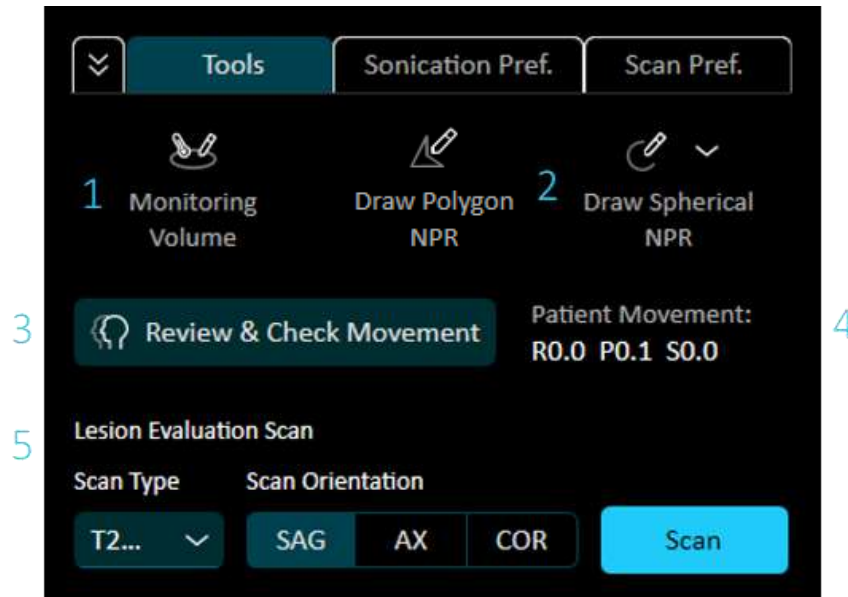 Tools Sonication Pref. Scan Pref.
1 Monitoring Volume
Draw Polygon NPR
2 Draw Spherical NPR
3 Review & Check Movement
Patient Movement:
R0.0 P0.1 S0.0
4
5 Lesion Evaluation Scan
Scan Type Scan Orientation
T2... SAG AX COR Scan